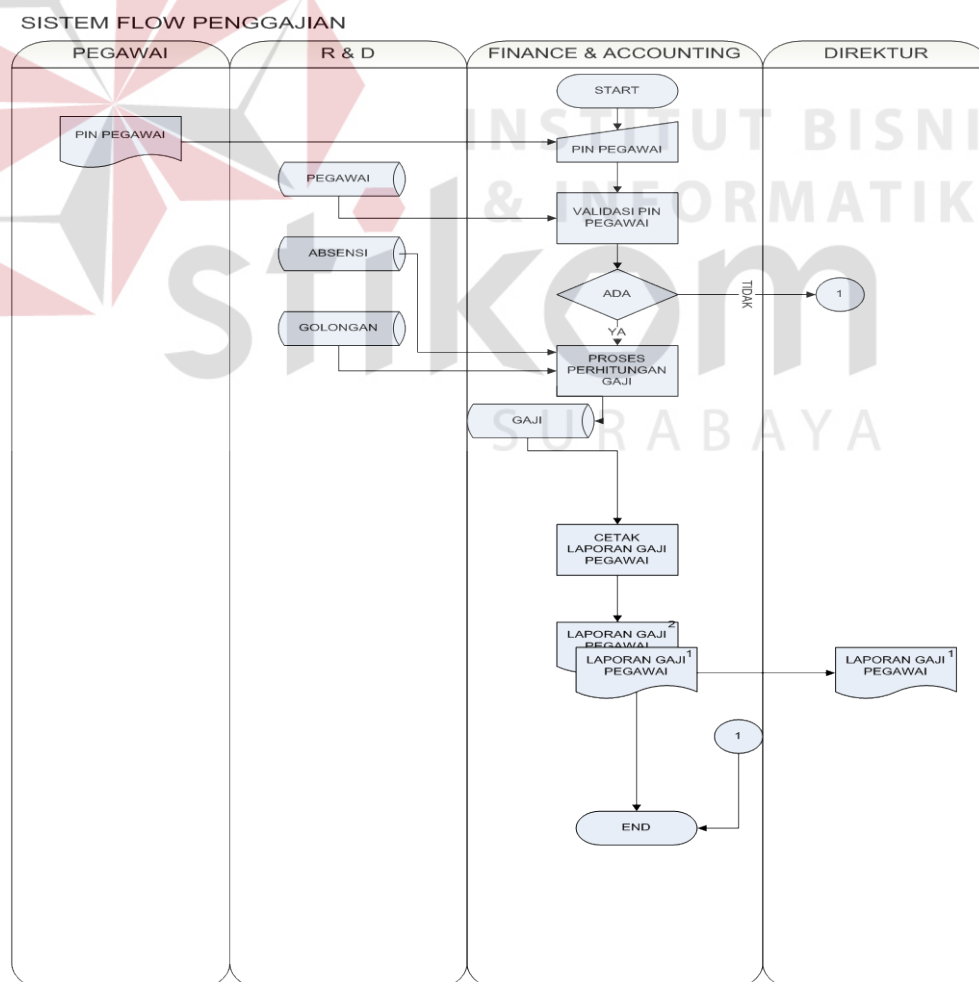 SISTEM FLOW PENGGAJIAN
PEGAWAI
R & D
FINANCE & ACCOUNTING
DIREKTUR
START
INSTITUT BISNI
PIN PEGAWAI
PIN PEGAWAI
PEGAWAI
& INFORMATIK
VALIDASI PIN
PEGAWAI
stikom
ABSENSI
ADA
TIDAK
1
GOLONGAN
YA
PROSES
PERHITUNGAN
GAJI
GAJI
SURABAYA
CETAK
LAPORAN GAJI
PEGAWAI
2
LAPORAN GAJI
PEGAWAI
LAPORAN GAJI 1
PEGAWAI
LAPORAN GAJI 1
PEGAWAI
1
END